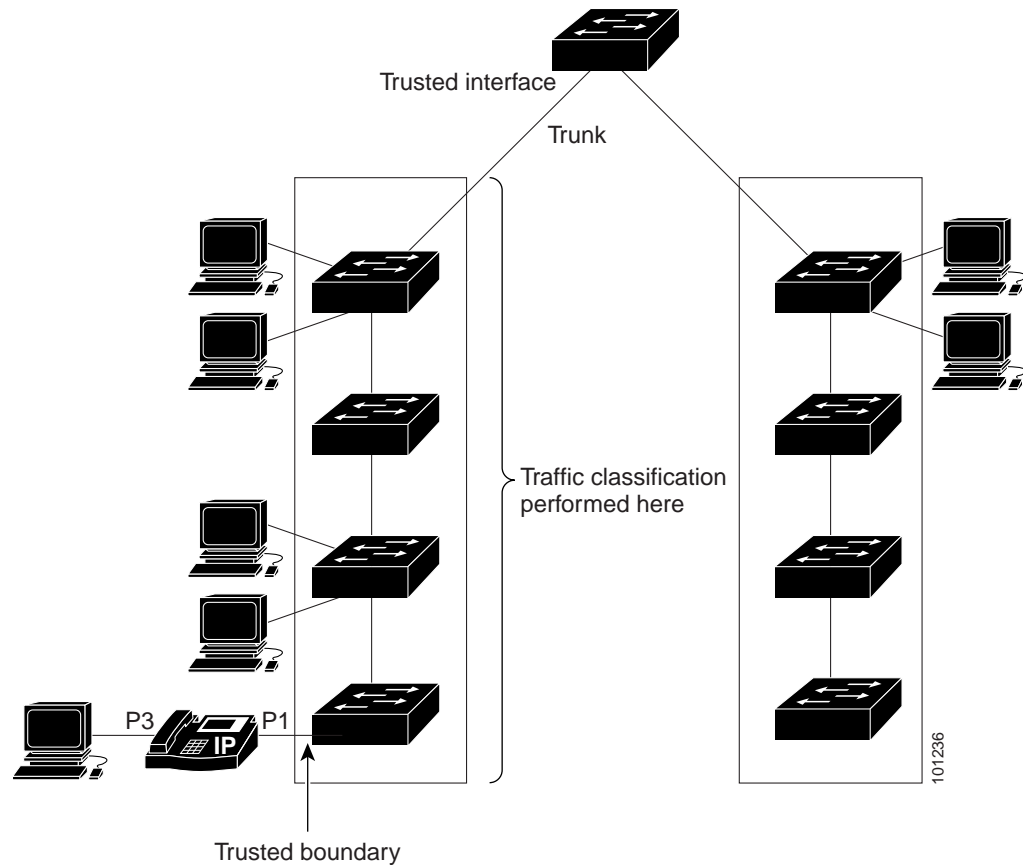 Trusted interface
Trunk
Traffic classification
performed here
P3
IP
P1
101236
Trusted boundary